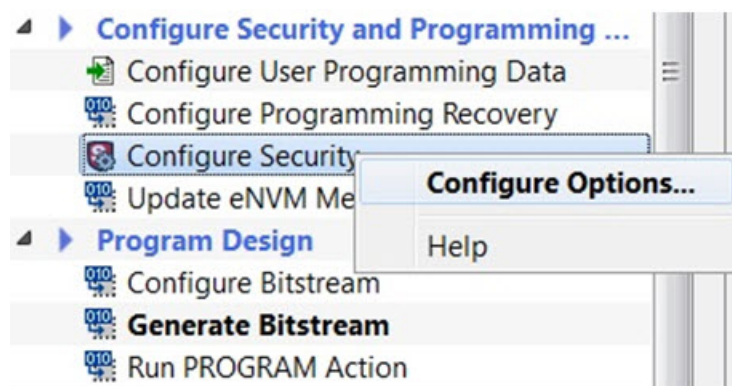 Configure Security and Programming ...
Configure User Programming Data
Configure Programming Recovery
Configure Security
Configure Options...
Update eNVM Me
Program Design
Help
Configure Bitstream
Generate Bitstream
Run PROGRAM Action